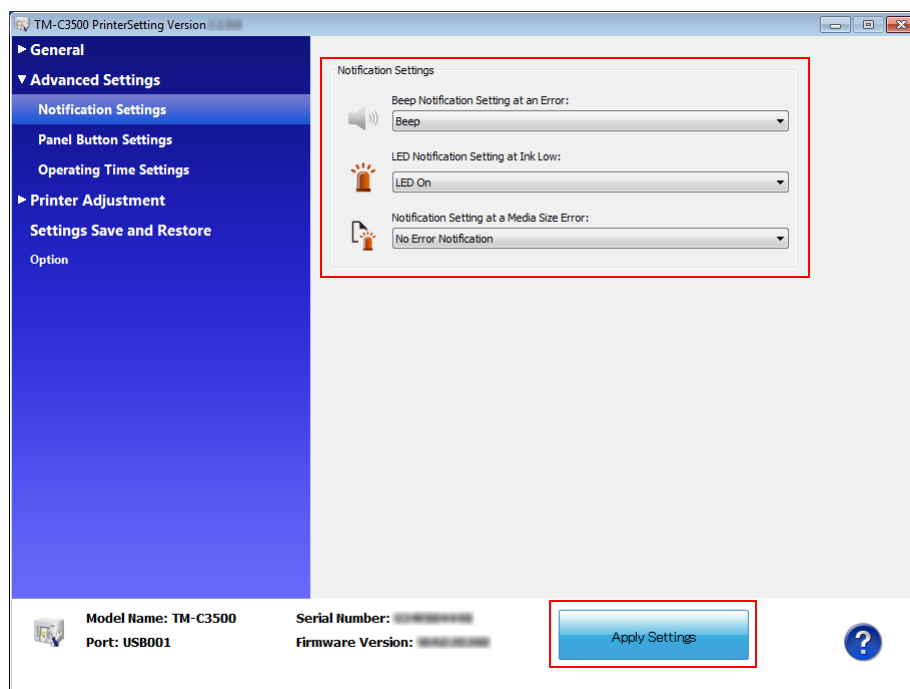 TM-C3500 PrinterSetting Version
General
Advanced Settings
Notification Settings
Panel Button Settings
Operating Time Settings
Printer Adjustment
Settings Save and Restore
Option
Notification Settings
Beep Notification Setting at an Error:
Beep
LED Notification Setting at Ink Low:
LED On
Notification Setting at a Media Size Error:
No Error Notification
Model Name: TM-C3500
Port: USB001
Serial Number:
Firmware Version:
Apply Settings
?